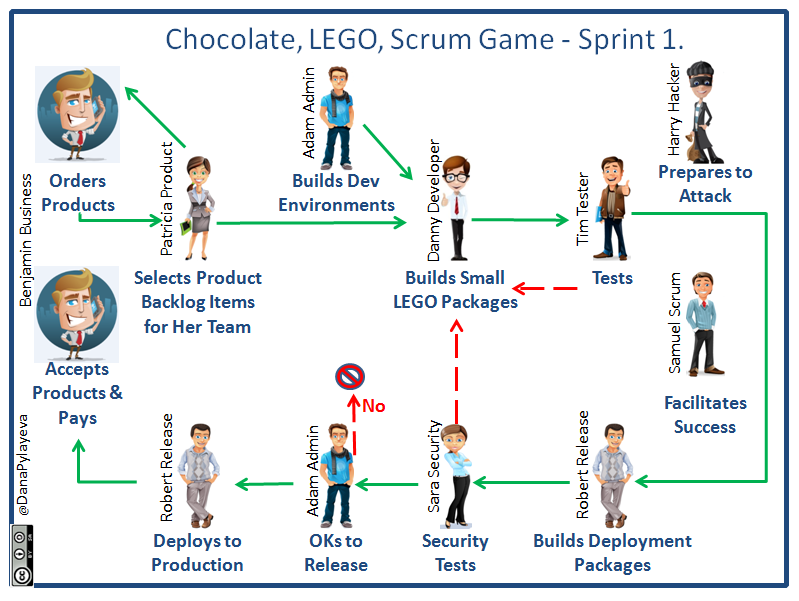 Chocolate, LEGO, Scrum Game - Sprint 1.
Benjamin Business
Orders
Products
Patricia Product
Selects Product
Backlog Items
for Her Team
Adam Admin
Builds Dev
Environments
Danny Developer
Builds Small
LEGO Packages
Tim Tester
Tests
Harry Hacker
Prepares to
Attack
Samuel Scrum
Facilitates
Success
Robert Release
Builds Deployment
Packages
Sara Security
Security
Tests
Adam Admin
No
OKs to
Release
Robert Release
Deploys to
Production
Accepts
Products &
Pays
@DanaPylayeva
BY SA